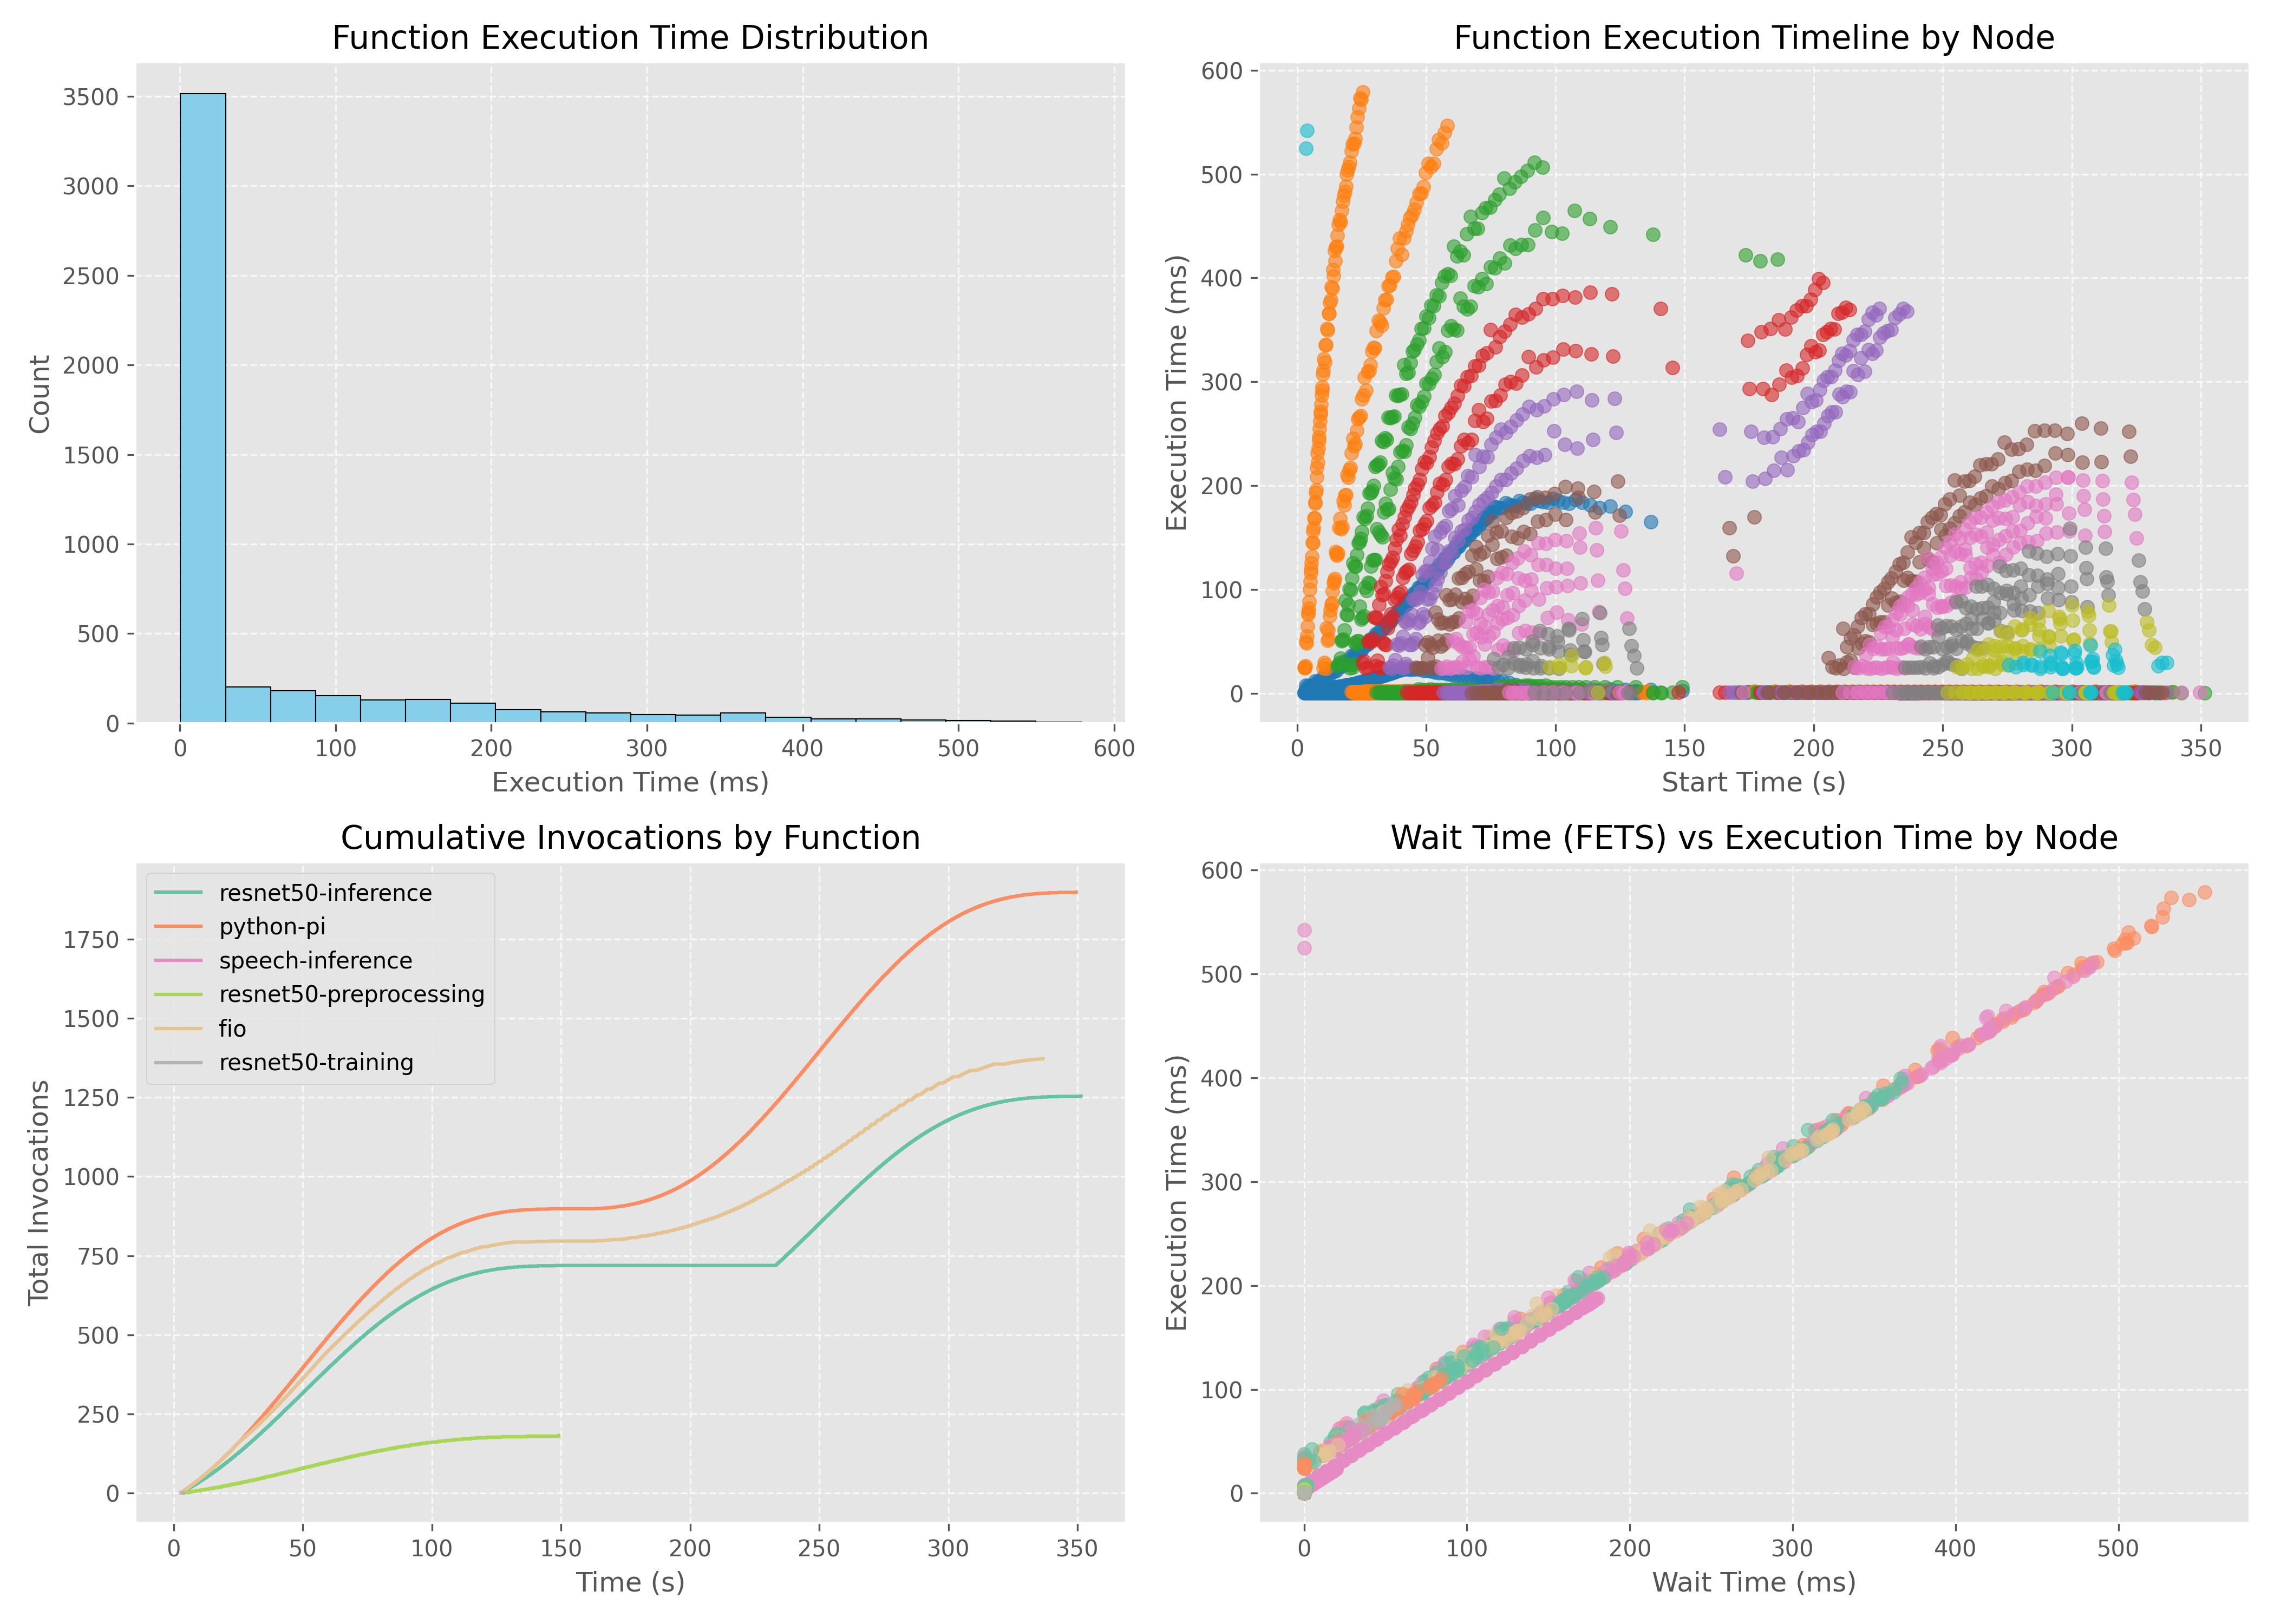 Function Execution Time Distribution
3500
3000
2500
2000
1500
1000
500
0
Count
0 100 200 300 400 500 600
Execution Time (ms)
Function Execution Timeline by Node
600
500
400
300
200
100
0
Execution Time (ms)
0 50 100 150 200 250 300 350
Start Time (s)
Cumulative Invocations by Function
resnet50-inference
python-pi
speech-inference
resnet50-preprocessing
fio
resnet50-training
1750
1500
1250
1000
750
500
250
0
Total Invocations
0 50 100 150 200 250 300 350
Time (s)
Wait Time (FETS) vs Execution Time by Node
600
500
400
300
200
100
0
Execution Time (ms)
0 100 200 300 400 500
Wait Time (ms)